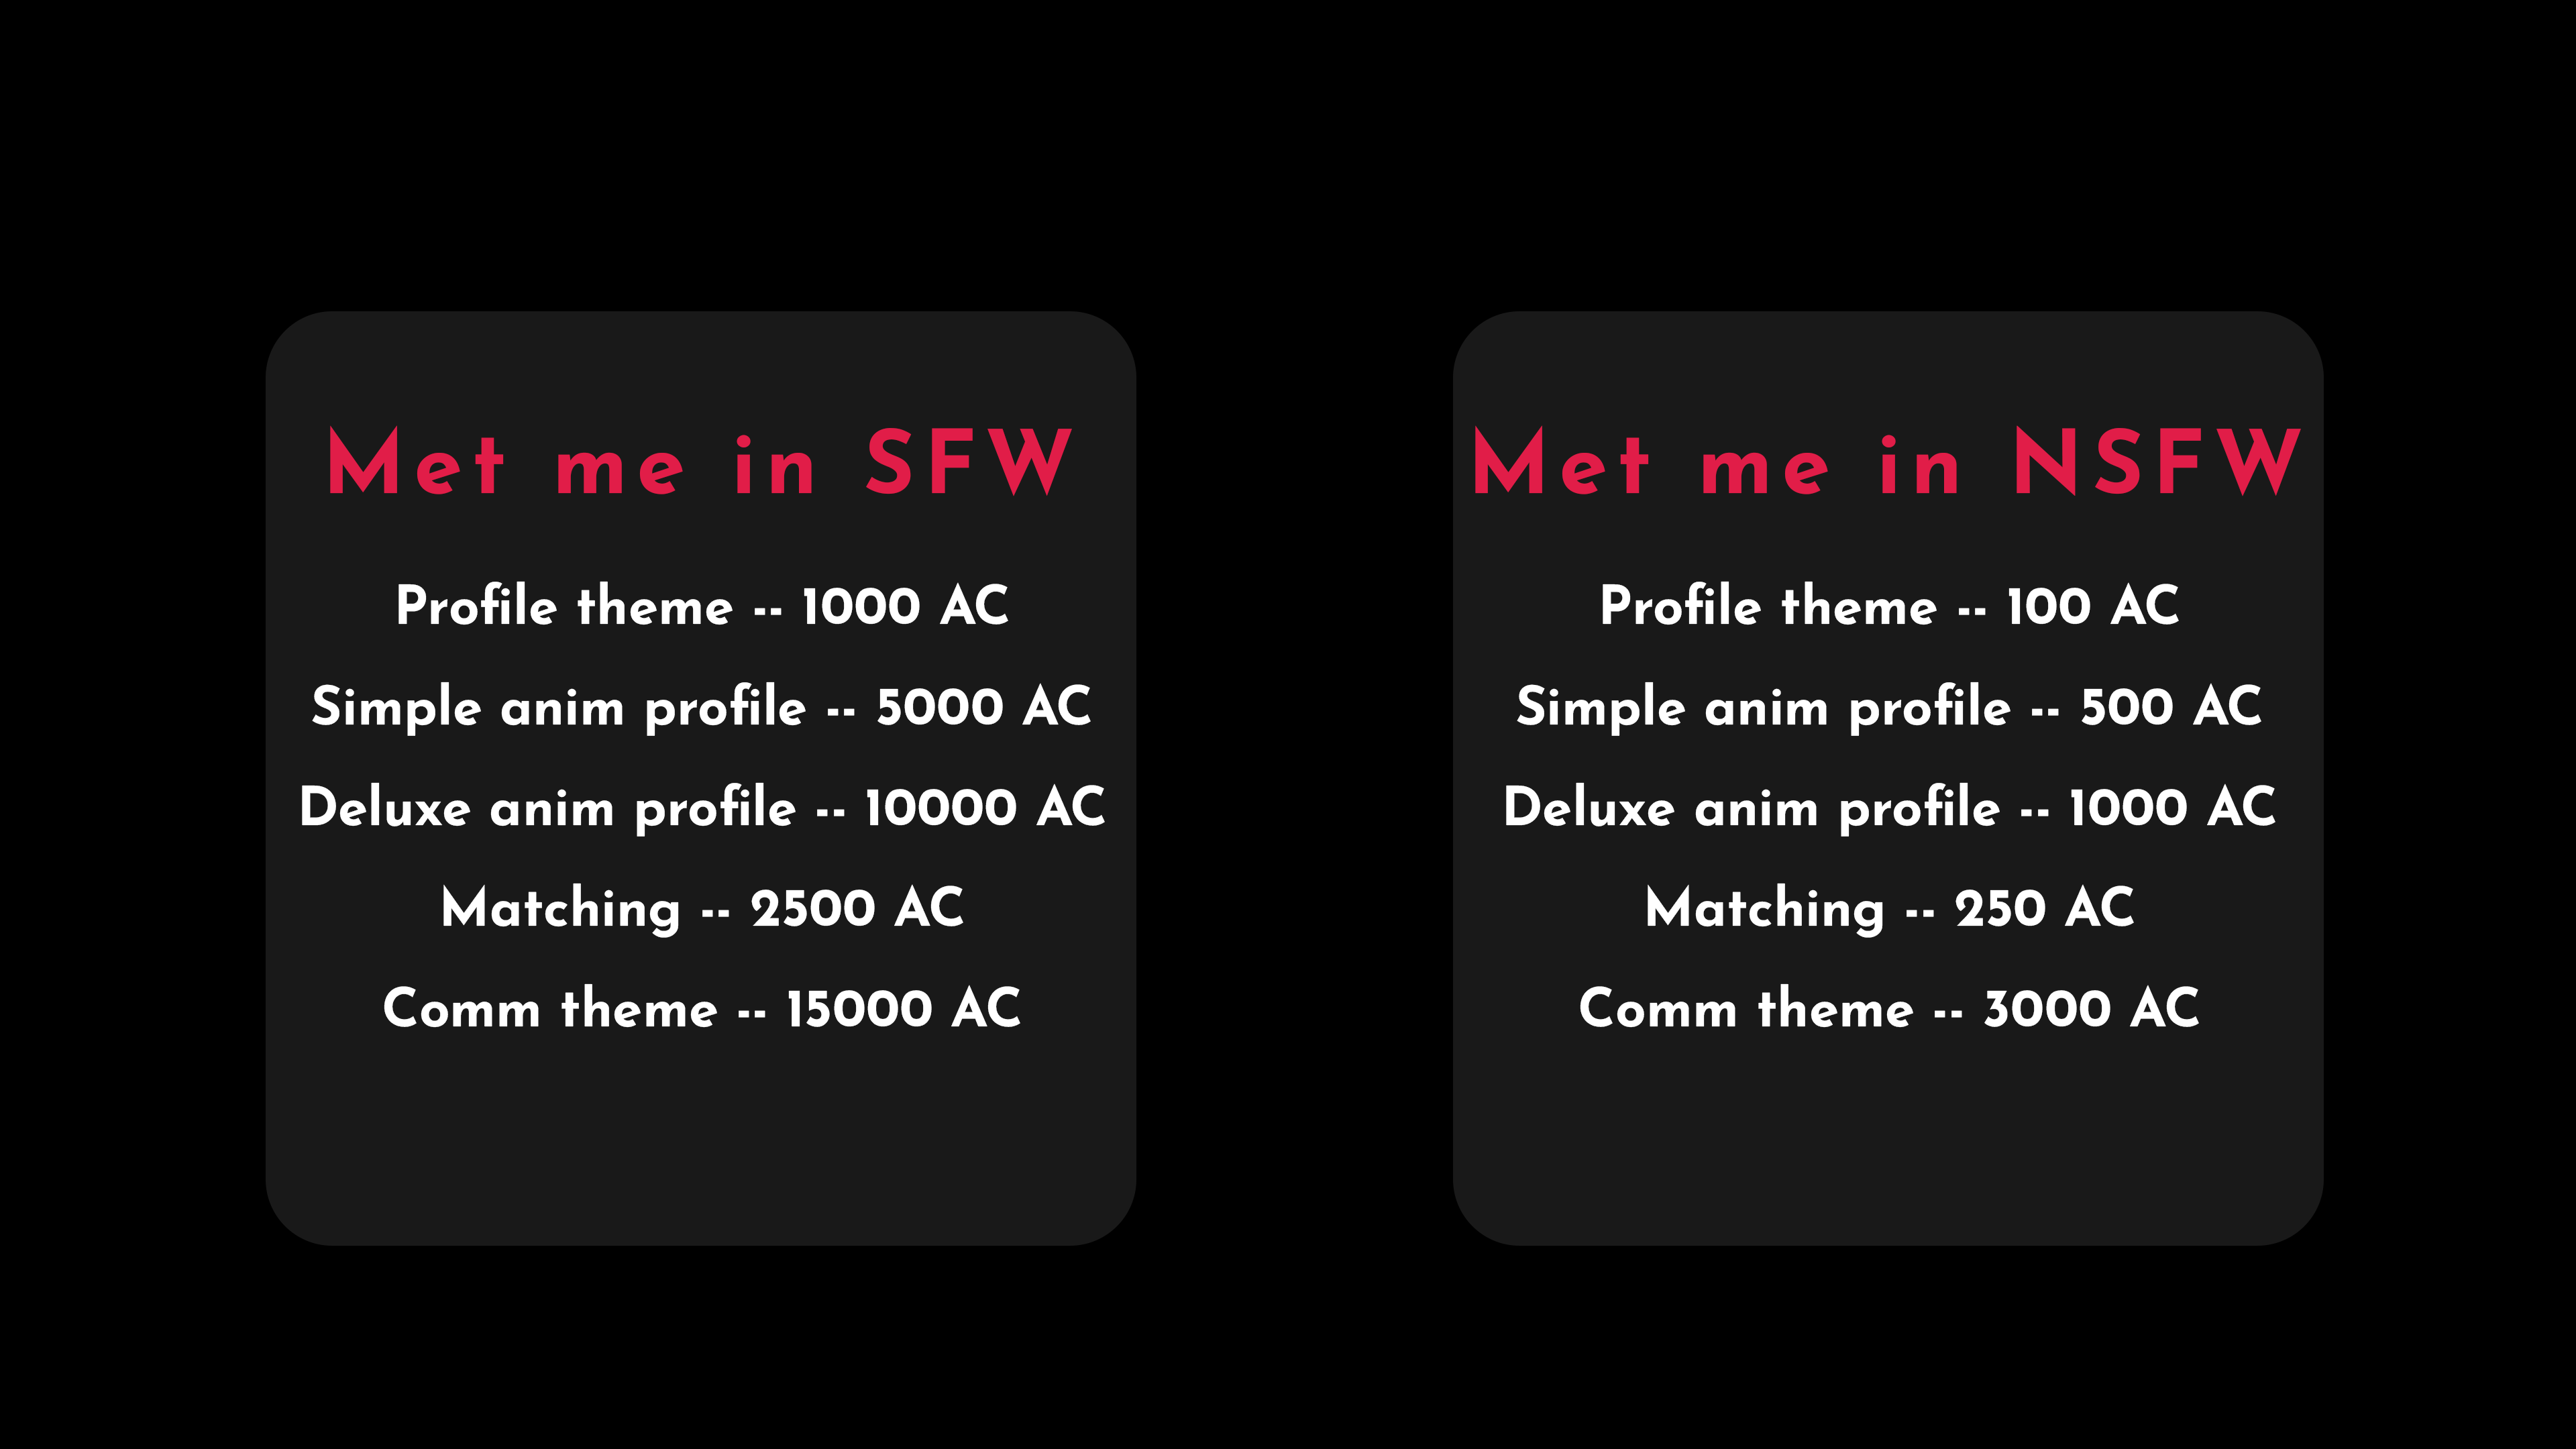 Met me in SFW
Profile theme -- 1000 AC
Simple anim profile -- 5000 AC
Deluxe anim profile -- 10000 AC
Matching -- 2500 AC
Comm theme -- 15000 AC
Met me in NSFW
Profile theme -- 100 AC
Simple anim profile -- 500 AC
Deluxe anim profile -- 1000 AC
Matching -- 250 AC
Comm theme -- 3000 AC